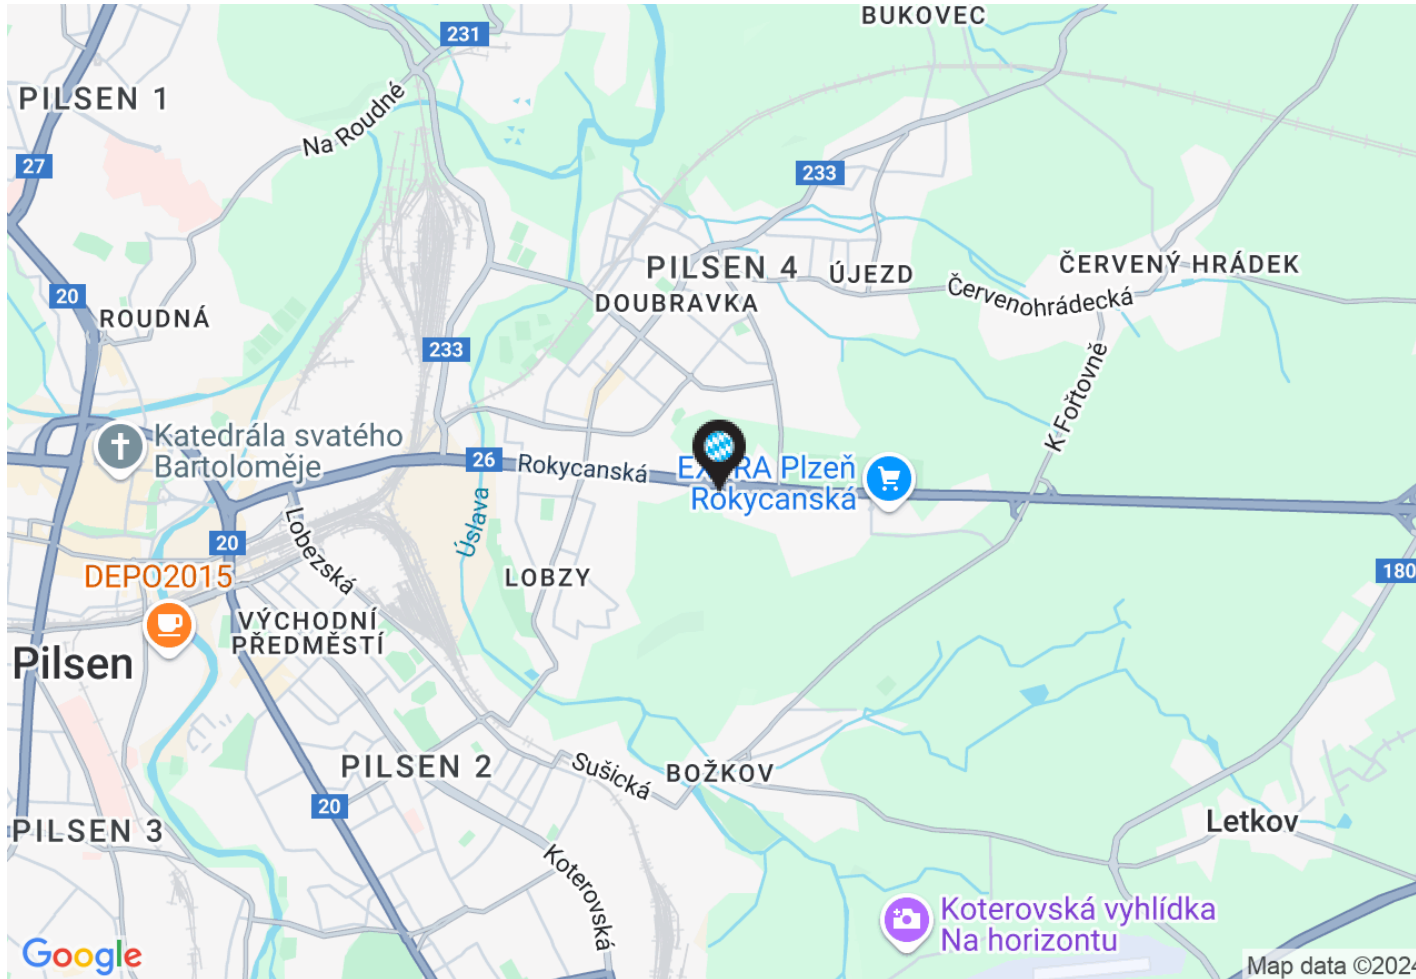 BUKOVEC
231
PILSEN 1
Na Roudné
27
233
PILSEN 4
ÚJEZD
ČERVENÝ HRÁDEK
Červenohrádecká
20
ROUDNÁ
DOUBRAVKA
233
K Fořtovně
Katedrála svatého
Bartoloměje
26
Rokycanská
EXTRA Plzeň
Rokycanská
Úslava
Lobezská
20
DEPO2015
LOBZY
180
VÝCHODNÍ
PŘEDMĚSTÍ
Pilsen
PILSEN 2
Sušická
BOŽKOV
20
PILSEN 3
Letkov
Koterovská
Koterovská vyhlídka
Na horizontu
Google
Map data ©2024